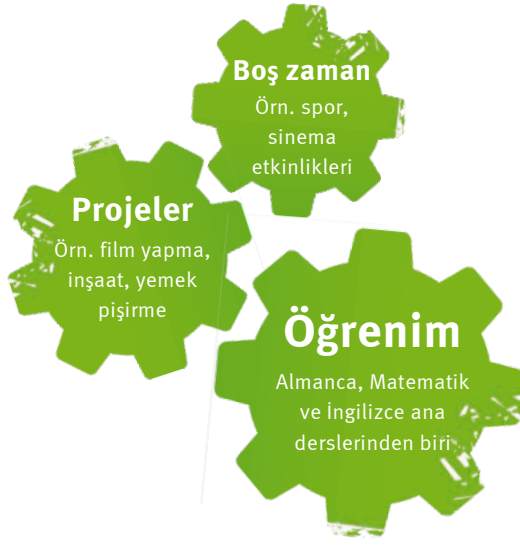 Boş zaman
Örn. spor,
sinema
etkinlikleri
Projeler
Örn. film yapma,
inşaat, yemek
pişirme
Öğrenim
Almanca, Matematik
ve İngilizce ana
derslerinden biri